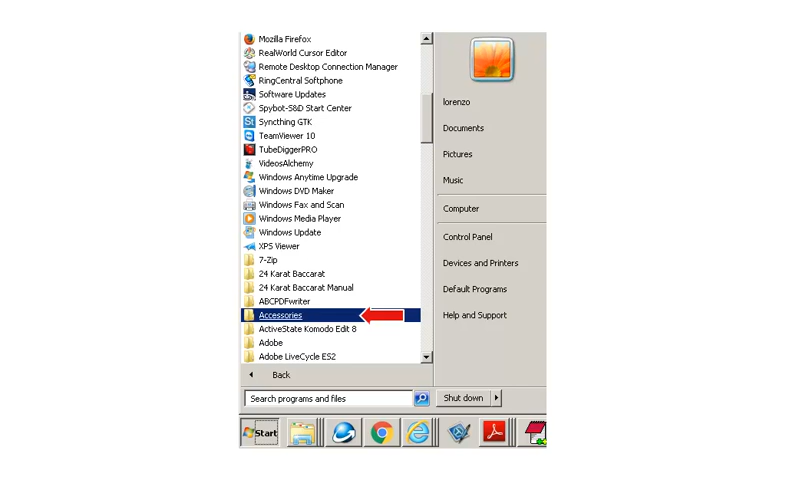 Mozilla Firefox
RealWorld Cursor Editor
Remote Desktop Connection Manager
RingCentral Softphone
Software Updates
Spybot-S&D Start Center
Syncthing GTK
TeamViewer 10
TubeDiggerPRO
VideosAlchemy
Windows Anytime Upgrade
Windows DVD Maker
Windows Fax and Scan
Windows Media Player
Windows Update
XPS Viewer
7-Zip
24 Karat Baccarat
24 Karat Baccarat Manual
ABCPDFwriter
Accessories
ActiveState Komodo Edit 8
Adobe
Adobe LiveCycle ES2
Back
Search programs and files
lorenzo
Documents
Pictures
Music
Computer
Control Panel
Devices and Printers
Default Programs
Help and Support
Shut down
Start